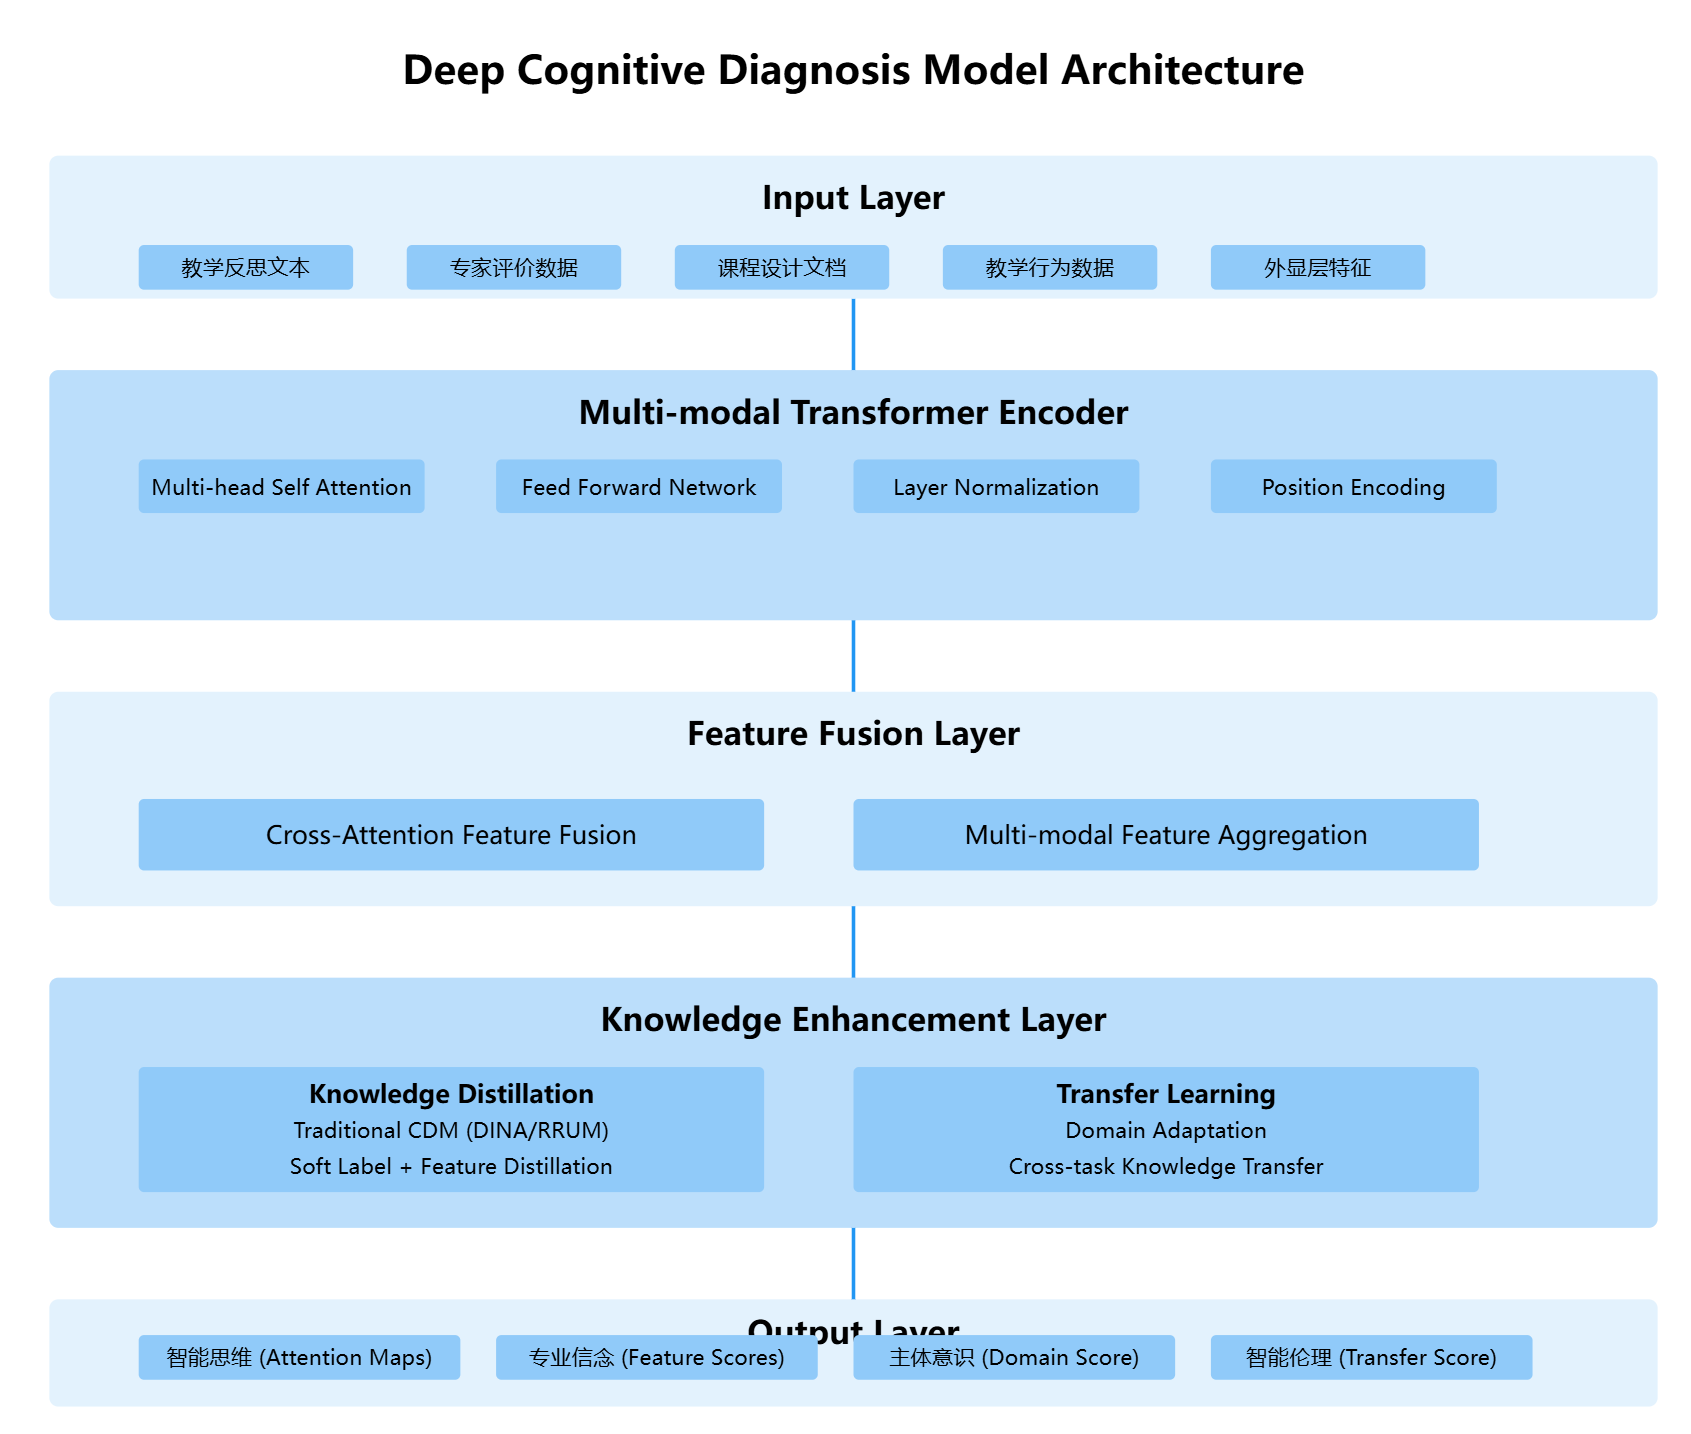 Deep Cognitive Diagnosis Model Architecture
Input Layer
教学反思文本
专家评价数据
课程设计文档
教学行为数据
外显层特征
Multi-modal Transformer Encoder
Multi-head Self Attention
Feed Forward Network
Layer Normalization
Position Encoding
Feature Fusion Layer
Cross-Attention Feature Fusion
Multi-modal Feature Aggregation
Knowledge Enhancement Layer
Knowledge Distillation
Traditional CDM (DINA/RRUM)
Soft Label + Feature Distillation
Transfer Learning
Domain Adaptation
Cross-task Knowledge Transfer
Output Layer
智能思维 (Attention Maps)
专业信念 (Feature Scores)
主体意识 (Domain Score)
智能伦理 (Transfer Score)